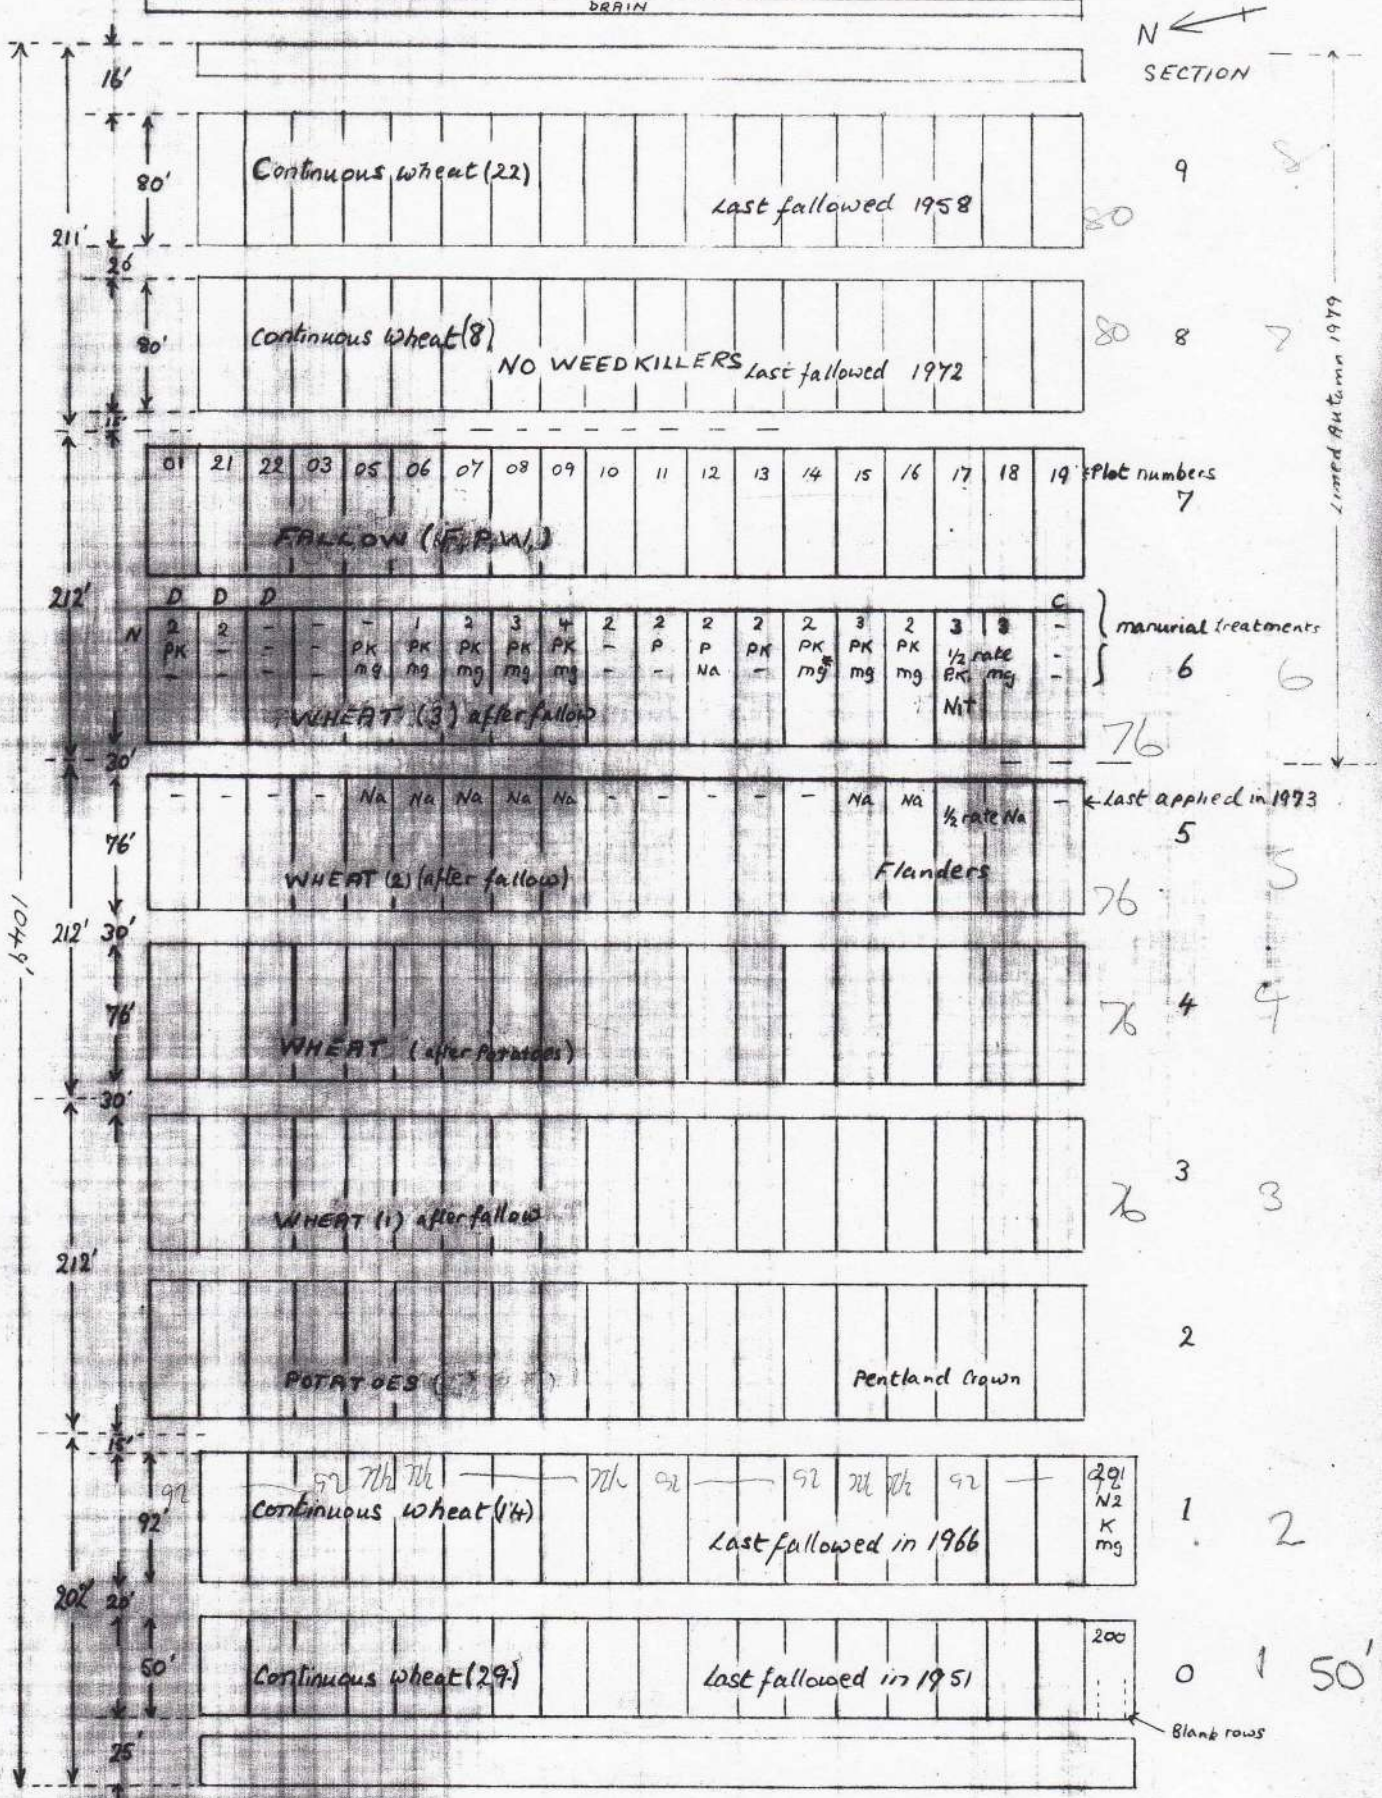 DRAIN
N
SECTION
16'
Continuous wheat (22)
Last fallowed 1958
80'
9
8
80
211'
26
Continuous wheat (8)
NO WEEDKILLERS Last fallowed 1972
80'
80
8
7
Limed Autumn 1979
15'
01 21 22 03 05 06 07 08 09 10 11 12 13 14 15 16 17 18 19 Plot numbers
7
FALLOW (F.P.W.)
212'
D D D C
N 2 2 - - - 1 2 3 4 2 2 2 2 2 3 2 3 3 - manurial treatments
PK - - - PK PK PK PK PK - P P PK PK PK PK 1/2 rate -
- - - - mg mg mg mg mg - - Na - mg* mg mg PK mg -
6
6
Nit
WHEAT (3) after fallow
76
30'
- - - - Na Na Na Na Na - - - - - Na Na 1/2 rate Na - Last applied in 1973
76'
5
5
WHEAT (2) (after fallow)
Flanders
76
1049'
212' 30'
76'
76
4
4
WHEAT (after Potatoes)
30'
3
76
3
WHEAT (1) after fallow
212'
2
POTATOES (
Pentland Crown
15'
Continuous wheat (14)
Last fallowed in 1966
92'
N2
K
mg
1
2
202' 20'
200
Continuous wheat (29)
Last fallowed in 1951
50'
0
1
50'
Blank rows
25'